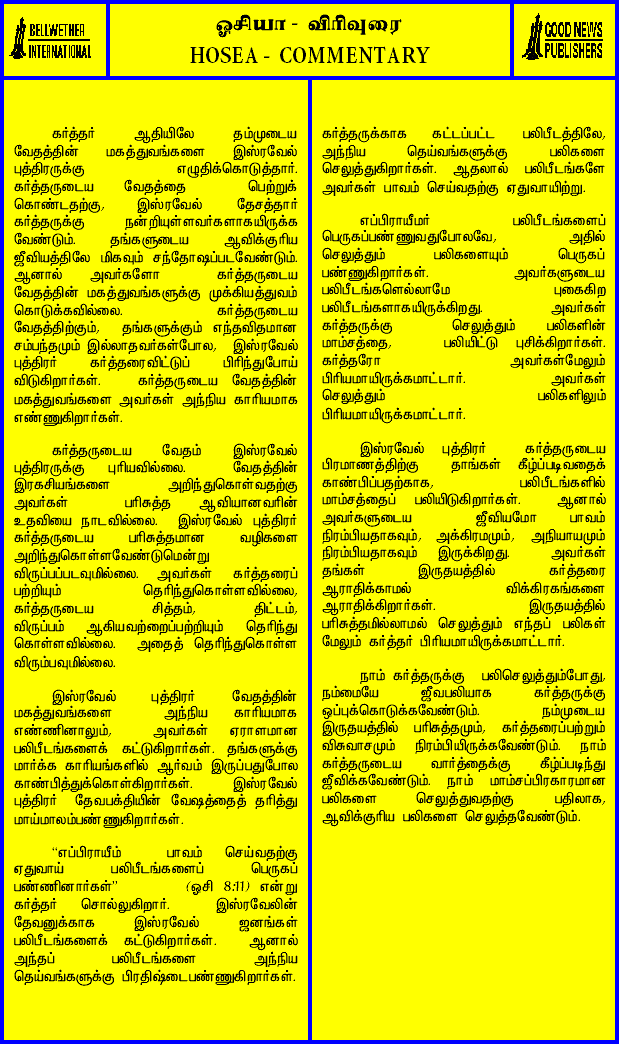 BELLWETHER
INTERNATIONAL
ஓசியா - விரிவுரை
HOSEA - COMMENTARY
GOOD NEWS
PUBLISHERS
கர்த்தர் ஆதியிலே தம்முடைய
வேதத்தின் மகத்துவங்களை இஸ்ரவேல்
புத்திரருக்கு எழுதிக்கொடுத்தார்.
கர்த்தருடைய வேதத்தை பெற்றுக்
கொண்டதற்கு, இஸ்ரவேல் தேசத்தார்
கர்த்தருக்கு நன்றியுள்ளவர்களாகயிருக்க
வேண்டும். தங்களுடைய ஆவிக்குரிய
ஜீவியத்திலே மிகவும் சந்தோஷப்படவேண்டும்.
ஆனால் அவர்களோ கர்த்தருடைய
வேதத்தின் மகத்துவங்களுக்கு முக்கியத்துவம்
கொடுக்கவில்லை. கர்த்தருடைய
வேதத்திற்கும், தங்களுக்கும் எந்தவிதமான
சம்பந்தமும் இல்லாதவர்கள்போல, இஸ்ரவேல்
புத்திரர் கர்த்தரைவிட்டுப் பிரிந்துபோய்
விடுகிறார்கள். கர்த்தருடைய வேதத்தின்
மகத்துவங்களை அவர்கள் அந்நிய காரியமாக
எண்ணுகிறார்கள்.
கர்த்தருடைய வேதம் இஸ்ரவேல்
புத்திரருக்கு புரியவில்லை. வேதத்தின்
இரகசியங்களை அறிந்துகொள்வதற்கு
அவர்கள் பரிசுத்த ஆவியானவரின்
உதவியை நாடவில்லை. இஸ்ரவேல் புத்திரர்
கர்த்தருடைய பரிசுத்தமான வழிகளை
அறிந்துகொள்ளவேண்டுமென்று
விருப்பப்படவுமில்லை. அவர்கள் கர்த்தரைப்
பற்றியும் தெரிந்துகொள்ளவில்லை,
கர்த்தருடைய சித்தம், திட்டம்,
விருப்பம் ஆகியவற்றைப்பற்றியும் தெரிந்து
கொள்ளவில்லை. அதைத் தெரிந்துகொள்ள
விரும்பவுமில்லை.
இஸ்ரவேல் புத்திரர் வேதத்தின்
மகத்துவங்களை அந்நிய காரியமாக
எண்ணினாலும், அவர்கள் ஏராளமான
பலிபீடங்களைக் கட்டுகிறார்கள். தங்களுக்கு
மார்க்க காரியங்களில் ஆர்வம் இருப்பதுபோல
காண்பித்துக்கொள்கிறார்கள். இஸ்ரவேல்
புத்திரர் தேவபக்தியின் வேஷத்தைத் தரித்து
மாய்மாலம்பண்ணுகிறார்கள்.
“எப்பிராயீம் பாவம் செய்வதற்கு
ஏதுவாய் பலிபீடங்களைப் பெருகப்
பண்ணினார்கள்” (ஓசி 8:11) என்று
கர்த்தர் சொல்லுகிறார். இஸ்ரவேலின்
தேவனுக்காக இஸ்ரவேல் ஜனங்கள்
பலிபீடங்களைக் கட்டுகிறார்கள். ஆனால்
அந்தப் பலிபீடங்களை அந்நிய
தெய்வங்களுக்கு பிரதிஷ்டைபண்ணுகிறார்கள்.
கர்த்தருக்காக கட்டப்பட்ட பலிபீடத்திலே,
அந்நிய தெய்வங்களுக்கு பலிகளை
செலுத்துகிறார்கள். ஆதலால் பலிபீடங்களே
அவர்கள் பாவம் செய்வதற்கு ஏதுவாயிற்று.
எப்பிராயீமர் பலிபீடங்களைப்
பெருகப்பண்ணுவதுபோலவே, அதில்
செலுத்தும் பலிகளையும் பெருகப்
பண்ணுகிறார்கள். அவர்களுடைய
பலிபீடங்களெல்லாமே புகைகிற
பலிபீடங்களாகயிருக்கிறது. அவர்கள்
கர்த்தருக்கு செலுத்தும் பலிகளின்
மாம்சத்தை, பலியிட்டு புசிக்கிறார்கள்.
கர்த்தரோ அவர்கள்மேலும்
பிரியமாயிருக்கமாட்டார். அவர்கள்
செலுத்தும் பலிகளிலும்
பிரியமாயிருக்கமாட்டார்.
இஸ்ரவேல் புத்திரர் கர்த்தருடைய
பிரமாணத்திற்கு தாங்கள் கீழ்ப்படிவதைக்
காண்பிப்பதற்காக, பலிபீடங்களில்
மாம்சத்தைப் பலியிடுகிறார்கள். ஆனால்
அவர்களுடைய ஜீவியமோ பாவம்
நிரம்பியதாகவும், அக்கிரமமும், அநியாயமும்
நிரம்பியதாகவும் இருக்கிறது. அவர்கள்
தங்கள் இருதயத்தில் கர்த்தரை
ஆராதிக்காமல் விக்கிரகங்களை
ஆராதிக்கிறார்கள். இருதயத்தில்
பரிசுத்தமில்லாமல் செலுத்தும் எந்தப் பலிகள்
மேலும் கர்த்தர் பிரியமாயிருக்கமாட்டார்.
நாம் கர்த்தருக்கு பலிசெலுத்தும்போது,
நம்மையே ஜீவபலியாக கர்த்தருக்கு
ஒப்புக்கொடுக்கவேண்டும். நம்முடைய
இருதயத்தில் பரிசுத்தமும், கர்த்தரைப்பற்றும்
விசுவாசமும் நிரம்பியிருக்கவேண்டும். நாம்
கர்த்தருடைய வார்த்தைக்கு கீழ்ப்படிந்து
ஜீவிக்கவேண்டும். நாம் மாம்சப்பிரகாரமான
பலிகளை செலுத்துவதற்கு பதிலாக,
ஆவிக்குரிய பலிகளை செலுத்தவேண்டும்.